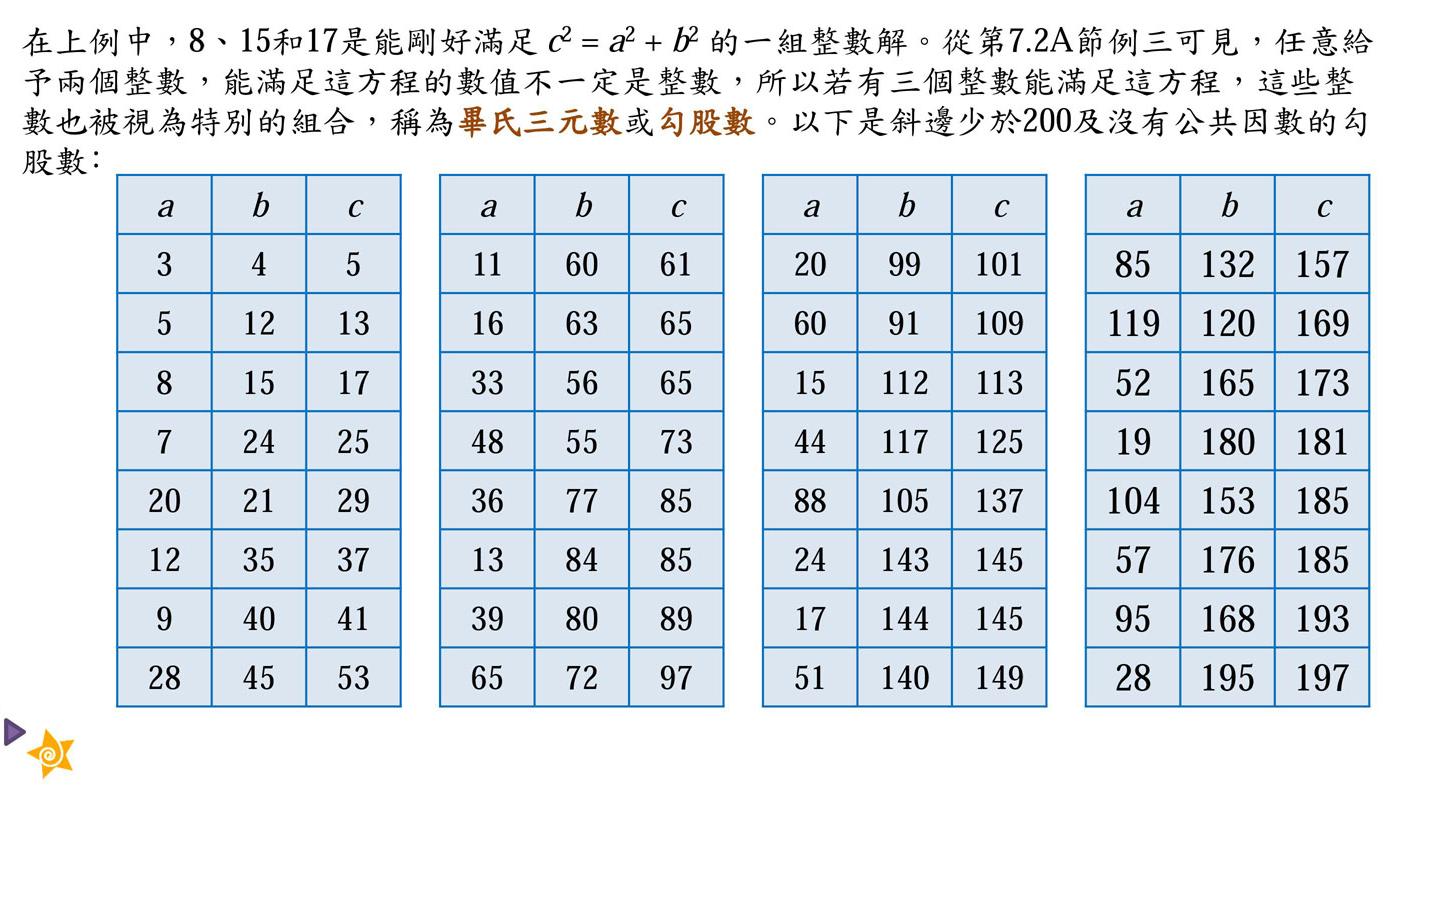 在上例中，8、15和17是能剛好滿足 c² = a² + b² 的一組整數解。從第7.2A節例三可見，任意給
予兩個整數，能滿足這方程的數值不一定是整數，所以若有三個整數能滿足這方程，這些整
數也被視為特別的組合，稱為畢氏三元數或勾股數。以下是斜邊少於200及沒有公共因數的勾
股數：
a b c a b c a b c a b c
3 4 5 11 60 61 20 99 101 85 132 157
5 12 13 16 63 65 60 91 109 119 120 169
8 15 17 33 56 65 15 112 113 52 165 173
7 24 25 48 55 73 44 117 125 19 180 181
20 21 29 36 77 85 88 105 137 104 153 185
12 35 37 13 84 85 24 143 145 57 176 185
9 40 41 39 80 89 17 144 145 95 168 193
28 45 53 65 72 97 51 140 149 28 195 197